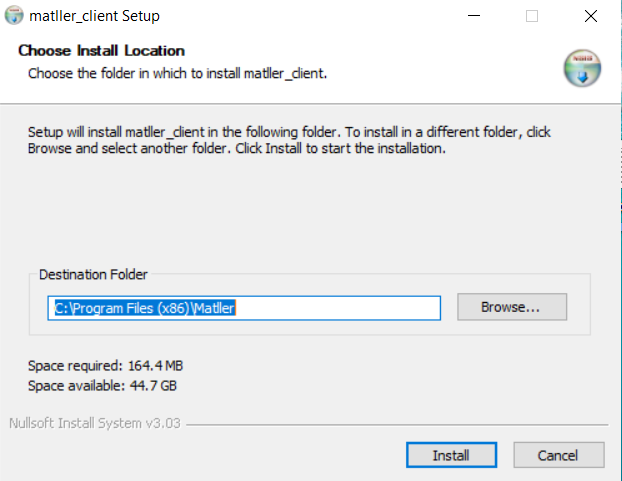 matller_client Setup
Choose Install Location
Choose the folder in which to install matller_client.
Setup will install matller_client in the following folder. To install in a different folder, click
Browse and select another folder. Click Install to start the installation.
Destination Folder
C:\Program Files (x86)\Matller
Browse...
Space required: 164.4 MB
Space available: 44.7 GB
Nullsoft Install System v3.03
Install
Cancel